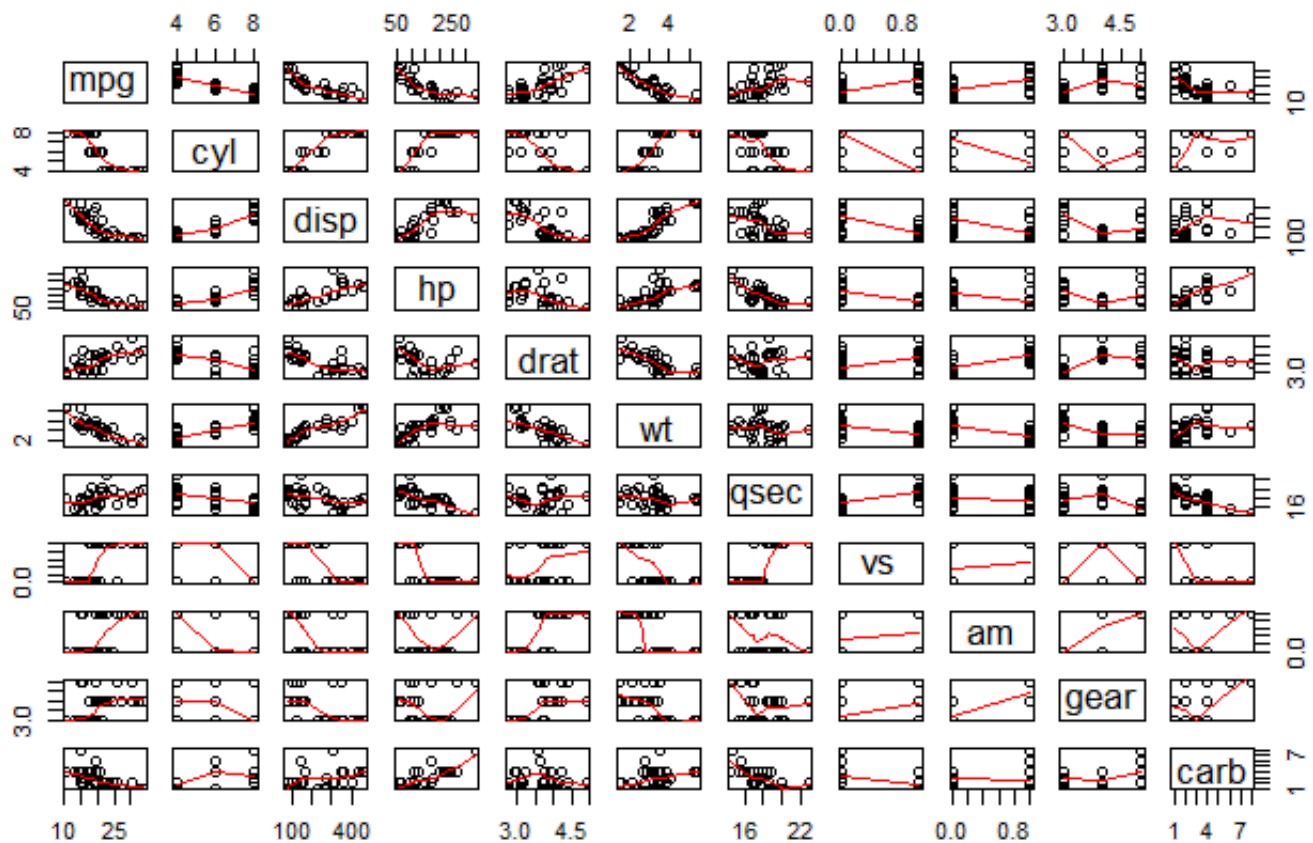 4 6 8 50 250 2 4 0.0 0.8 3.0 4.5
mpg 10
4 8 cyl
disp 100
50 hp
drat 3.0
2 wt
qsec 16
0.0 vs
am 0.0
3.0 gear
carb 1 7
10 25 100 400 3.0 4.5 16 22 0.0 0.8 1 4 7